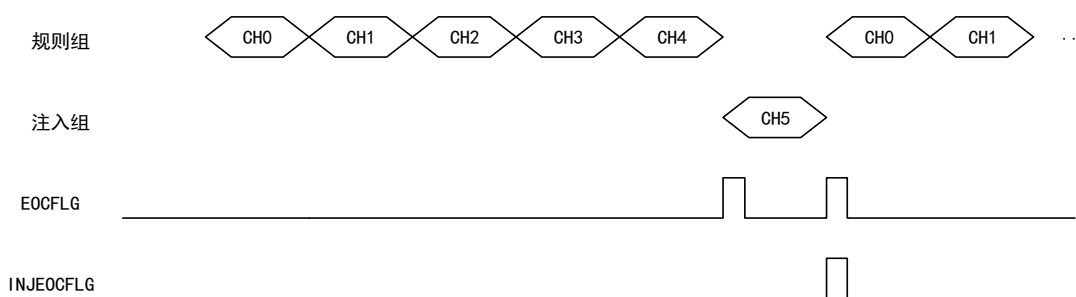 规则组 CH0 CH1 CH2 CH3 CH4 CH0 CH1 ..
注入组 CH5
EOCFLG
INJEOCFLG